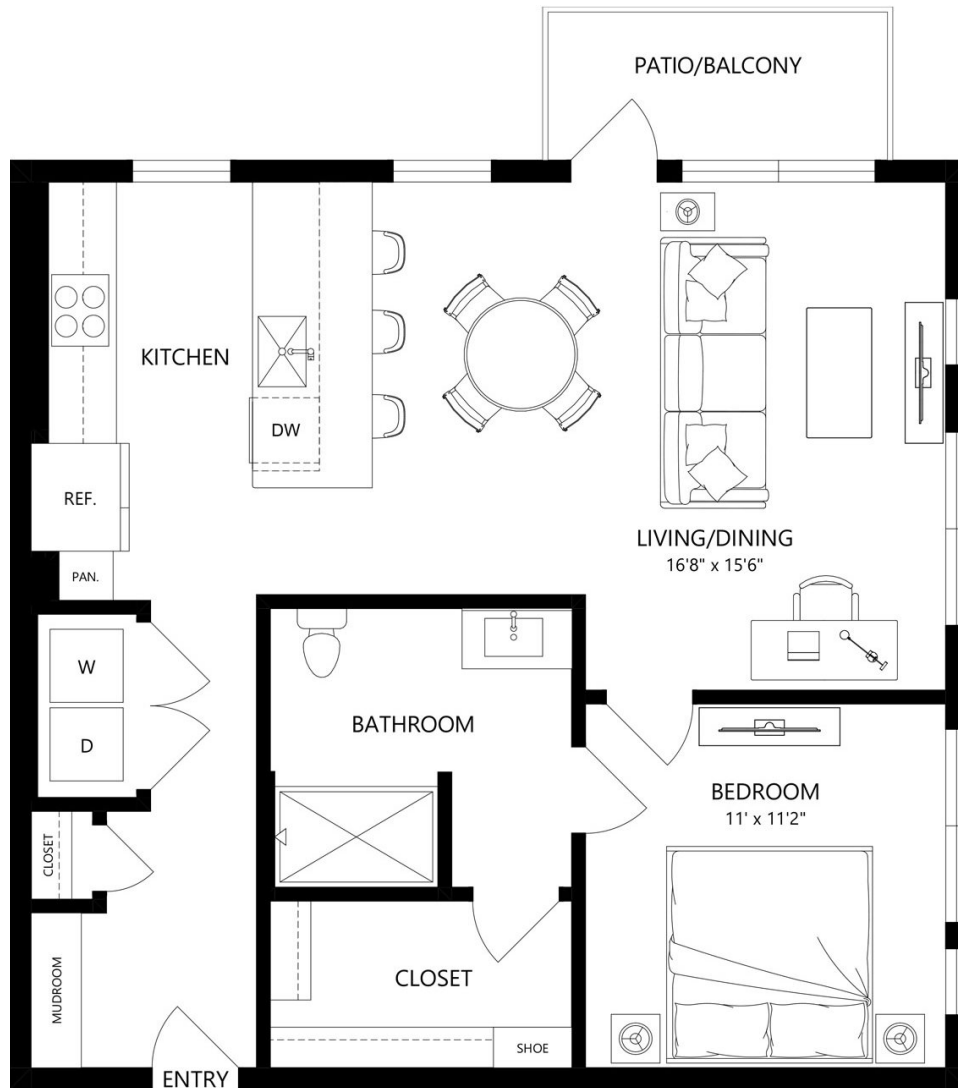 PATIO/BALCONY
KITCHEN
DW
REF.
PAN.
LIVING/DINING
16'8" x 15'6"
W
D
BATHROOM
BEDROOM
11' x 11'2"
CLOSET
MUDROOM
CLOSET
SHOE
ENTRY